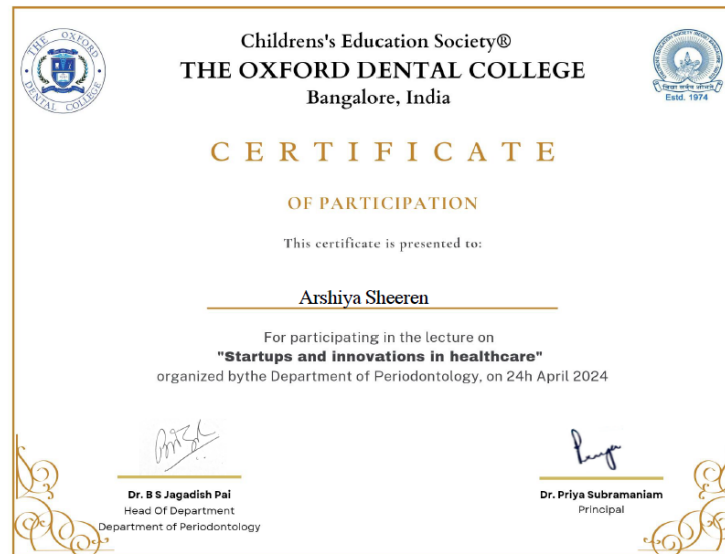 THE OXFORD
DENTAL COLLEGE
Childrens's Education Society®
THE OXFORD DENTAL COLLEGE
Bangalore, India
Estd. 1974
CERTIFICATE
OF PARTICIPATION
This certificate is presented to:
Arshiya Sheeren
For participating in the lecture on
"Startups and innovations in healthcare"
organized bythe Department of Periodontology, on 24h April 2024
Dr. B S Jagadish Pai
Head Of Department
Department of Periodontology
Dr. Priya Subramaniam
Principal